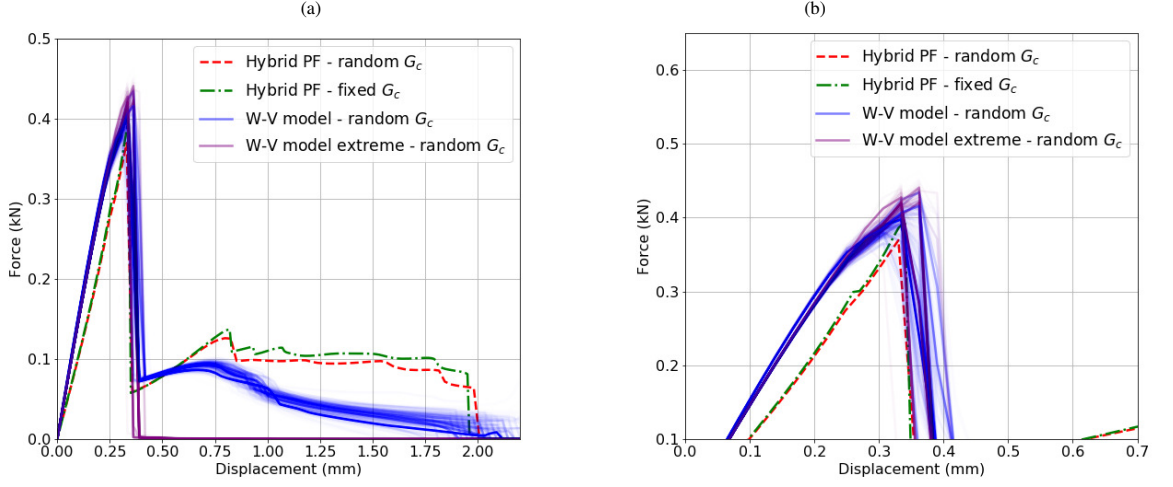 (a)
0.5
0.4
0.3
0.2
0.1
0.0
Force (kN)
0.00 0.25 0.50 0.75 1.00 1.25 1.50 1.75 2.00
Displacement (mm)
Hybrid PF - random Gc
Hybrid PF - fixed Gc
W-V model - random Gc
W-V model extreme - random Gc
(b)
0.6
0.5
0.4
0.3
0.2
0.1
Force (kN)
0.0 0.1 0.2 0.3 0.4 0.5 0.6 0.7
Displacement (mm)
Hybrid PF - random Gc
Hybrid PF - fixed Gc
W-V model - random Gc
W-V model extreme - random Gc